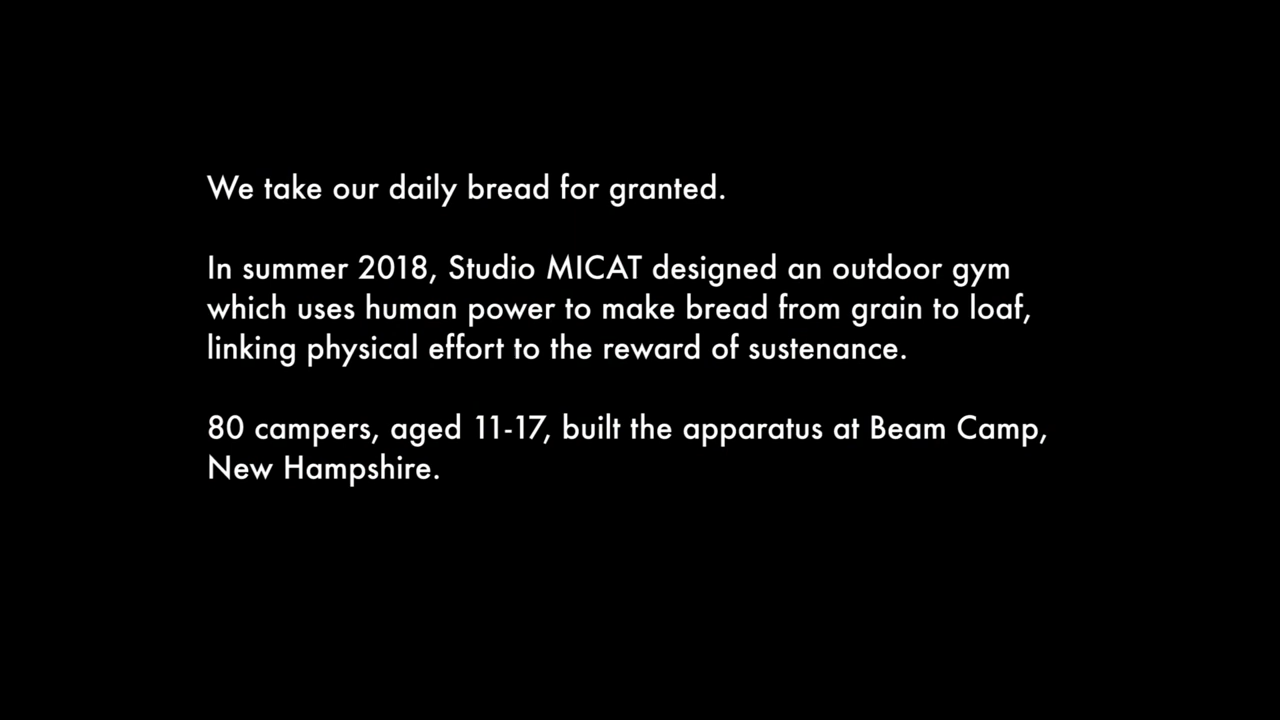 We take our daily bread for granted.
In summer 2018, Studio MICAT designed an outdoor gym
which uses human power to make bread from grain to loaf,
linking physical effort to the reward of sustenance.
80 campers, aged 11-17, built the apparatus at Beam Camp,
New Hampshire.